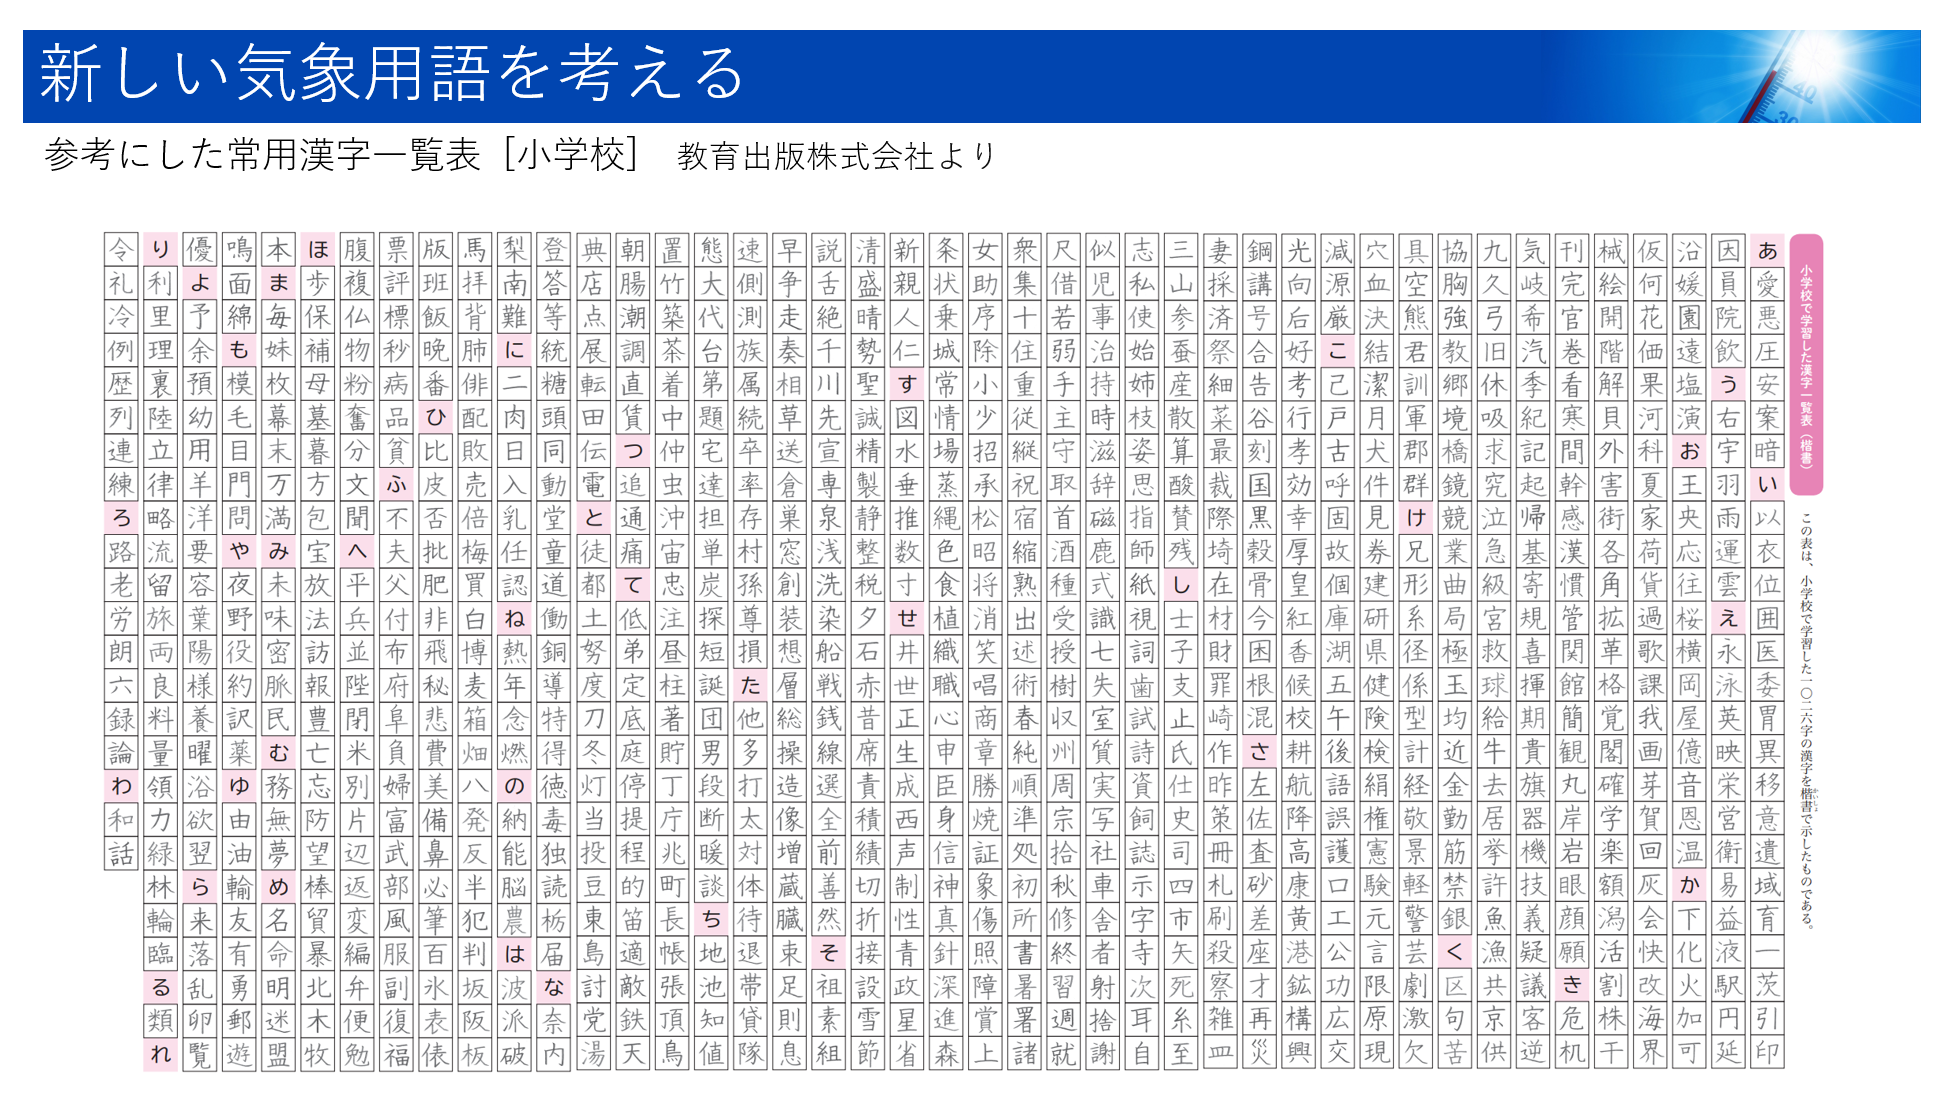 新しい気象用語を考える
参考にした常用漢字一覧表［小学校］　教育出版株式会社より
小学校で学習した漢字一覧表（楷書）
この表は、小学校で学習した一〇二六字の漢字を楷書で示したものである。
かいしょ
あ愛悪圧安案暗い以衣位囲医委胃異移意遺域育一茨引印
因員院飲う右宇羽雨運雲え永泳英映栄営衛易益液駅円延
沿媛園遠塩演お王央応往桜横岡屋億音恩温か下化火加可
仮何花価果河科夏家荷貨過歌課我画芽賀回灰会快改海界
械絵開階解貝外害街各角拡革格覚閣確学楽額潟活割株干
刊完官巻看寒間幹感漢慣管関館簡観丸岸岩眼顔願き危机
気岐希汽季紀記起帰基寄規喜揮期貴旗器機技義疑議客逆
九久弓旧休吸求究泣急級宮救球給牛去居挙許魚漁共京供
協胸強教郷境橋鏡競業曲局極玉均近金勤筋禁銀く区句苦
具空熊君訓軍郡群け兄形系径係型計経敬景軽警芸劇激欠
穴血決結潔月犬件見券建研県健険検絹権憲験元言限原現
減源厳こ己戸古呼固故個庫湖五午後語誤護口工公功広交
光向后好考行孝効幸厚皇紅香候校耕航降高康黄港鉱構興
鋼講号合告谷刻国黒穀骨今困根混さ左佐査砂差座才再災
妻採済祭細菜最裁際埼在材財罪崎作昨策冊札刷殺察雑皿
三山参蚕産散算酸賛残し士子支止氏仕史司四市矢死糸至
志私使始姉枝姿思指師紙視詞歯試詩資飼誌示字寺次耳自
似児事治持時滋辞磁鹿式識七失室質実写社車舎者射捨謝
尺借若弱手主守取首酒種受授樹収州周宗拾秋修終習週就
衆集十住重従縦祝宿縮熟出述術春純順準処初所書暑署諸
女助序除小少招承松昭将消笑唱商章勝焼証象傷照障賞上
条状乗城常情場蒸縄色食植織職心申臣身信神真針深進森
新親人仁す図水垂推数寸せ井世正生成西声制性青政星省
清盛晴勢聖誠精製静整税夕石赤昔席責積績切折接設雪節
説舌絶千川先宣専泉浅洗染船戦銭線選全前善然そ祖素組
早争走奏相草送倉巣窓創装想層総操造像増蔵臓束足則息
速側測族属続卒率存村孫尊損た他多打太対体待退帯貸隊
態大代台第題宅達担単炭探短誕団男段断暖談ち地池知値
置竹築茶着中仲虫沖宙忠注昼柱著貯丁庁兆町長帳張頂鳥
朝腸潮調直賃つ追通痛て低弟定底庭停提程的笛適敵鉄天
典店点展転田伝電と徒都土努度刀冬灯当投豆東島討党湯
登答等統糖頭同動堂童道働銅導特得徳毒独読栃届な奈内
梨南難に二肉日入乳任認ね熱年念燃の納能脳農は波派破
馬拝背肺俳配敗売倍梅買白博麦箱畑八発反半犯判坂阪板
版班飯晩番ひ比皮否批肥非飛秘悲費美備鼻必筆百氷表俵
票評標秒病品貧ふ不夫父付布府阜負婦富武部風服副復福
腹複仏物粉奮分文聞へ平兵並陛閉米別片辺返変編弁便勉
ほ歩保補母墓暮方包宝放法訪報豊亡忘防望棒貿暴北木牧
本ま毎妹枚幕末万満み未味密脈民む務無夢め名命明迷盟
鳴面綿も模毛目門問や夜野役約訳薬ゆ由油輸友有勇郵遊
優よ予余預幼用羊洋要容葉陽様養曜浴欲翌ら来落乱卵覧
り利里理裏陸立律略流留旅両良料量領力緑林輪臨る類れ
令礼冷例歴列連練ろ路老労朗六録論わ和話
40
30